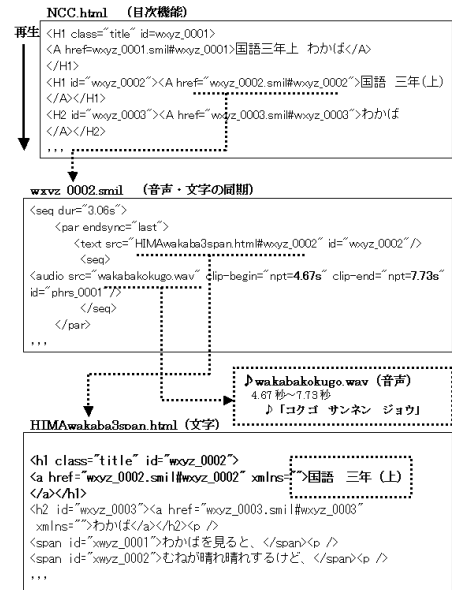 NCC.html （目次機能）
再生
<H1 class="title" id=wxyz_0001>
<A href=wxyz_0001.smil#wxyz_0001>国語三年上 わかば</A>
</H1>
<H1 id="wxyz_0002"><A href="wxyz_0002.smil#wxyz_0002">国語 三年(上)
</A></H1>
<H2 id="wxyz_0003"><A href="wxyz_0003.smil#wxyz_0003">わかば
</A></H2>
,,,
wxyz_0002.smil （音声・文字の同期）
<seq dur="3.06s">
<par endsync="last">
<text src="HIMAwakaba3span.html#wxyz_0002" id="wxyz_0002"/>
<seq>
<audio src="wakabakokugo.wav" clip-begin="npt=4.67s" clip-end="npt=7.73s"
id="phrs_0001"/>
</seq>
</par>
,,,
♪wakabakokugo.wav（音声）
4.67秒～7.73秒
♪「コクゴ サンネン ジョウ」
HIMAwakaba3span.html（文字）
<h1 class="title" id="wxyz_0002">
<a href="wxyz_0002.smil#wxyz_0002" xmlns="">国語 三年（上）
</a></h1>
<h2 id="wxyz_0003"><a href="wxyz_0003.smil#wxyz_0003"
xmlns="">わかば</a></h2><p />
<span id="xwyz_0001">わかばを見ると、</span><p />
<span id="xwyz_0002">むねが晴れ晴れするけど、</span><p />
,,,